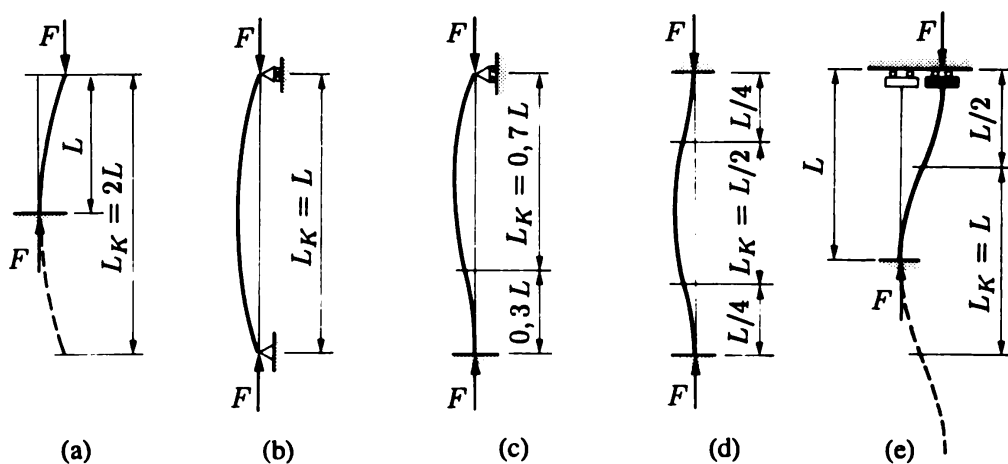 F
L
L_K = 2L
F
(a)
F
L_K = L
F
(b)
F
L_K = 0,7 L
0,3 L
F
(c)
L/4
L_K = L/2
L/4
F
(d)
F
L
L/2
L_K = L
F
(e)